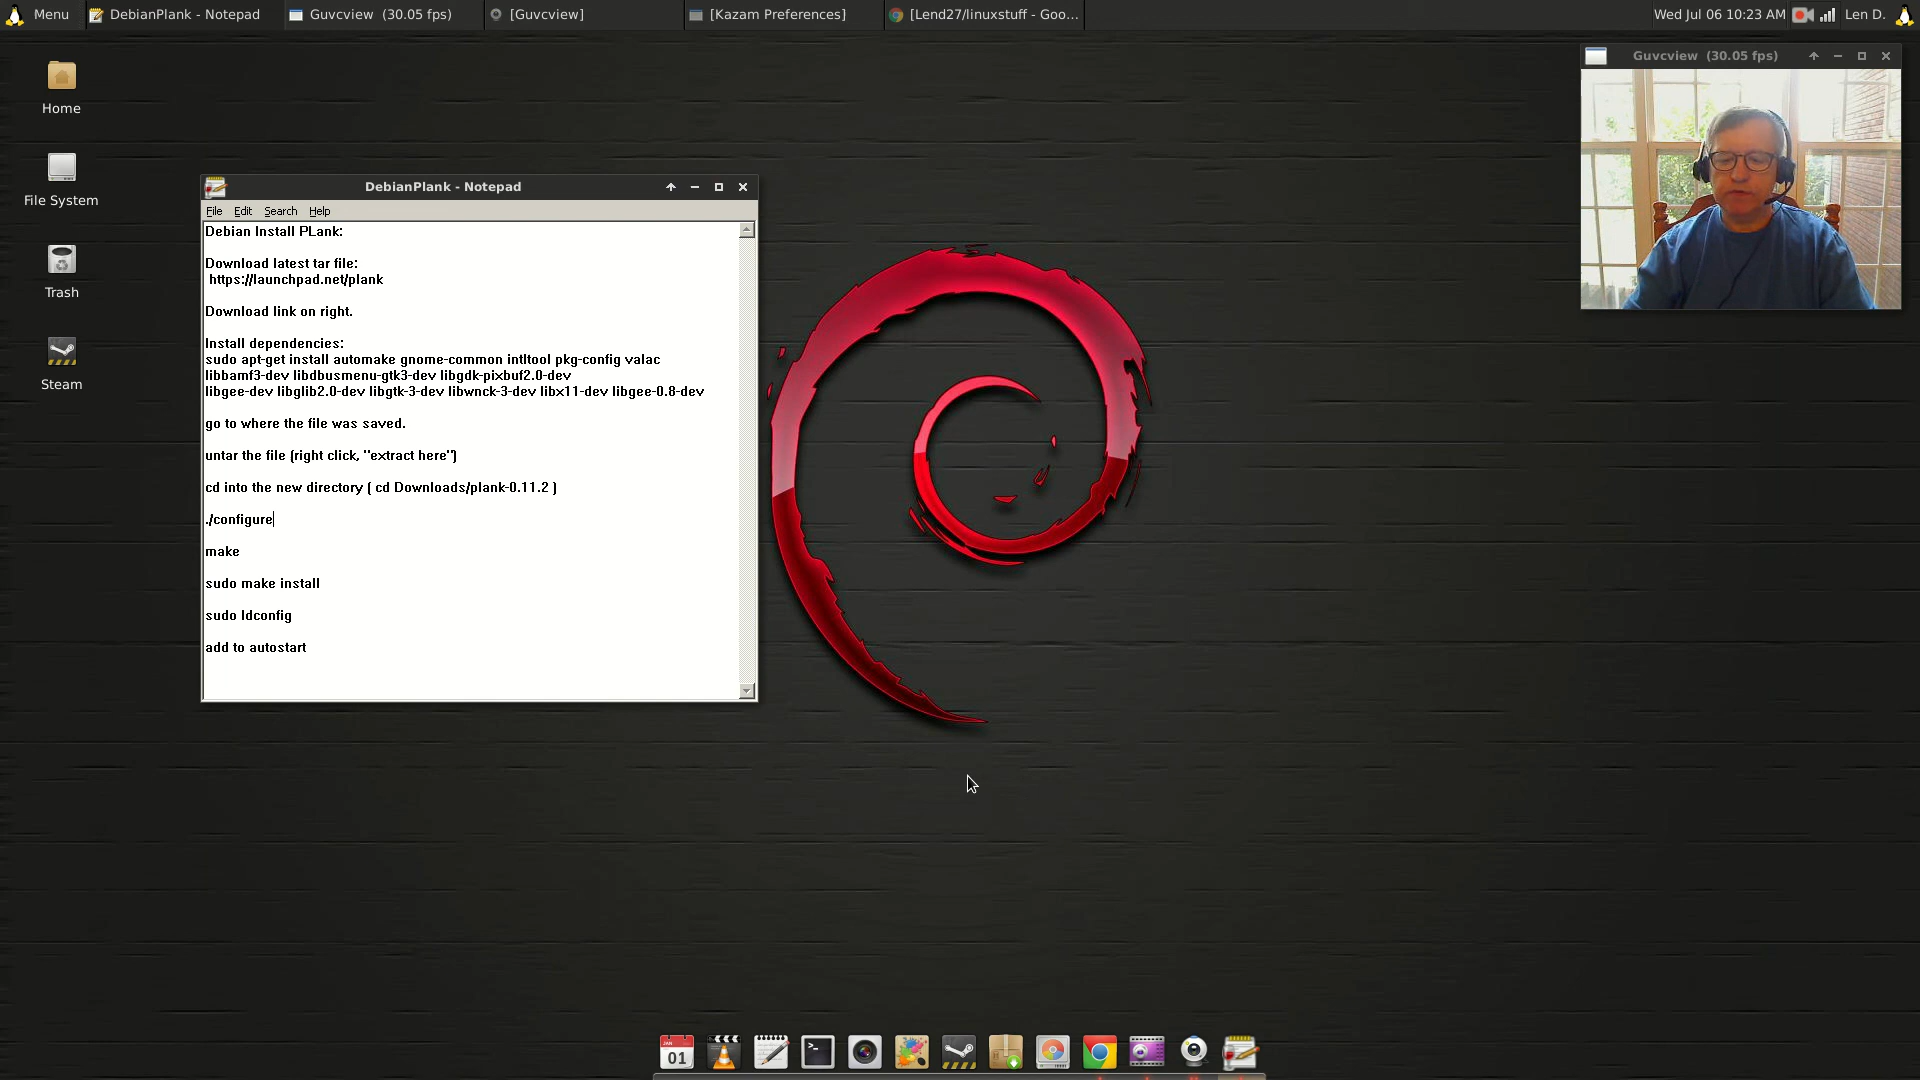 Menu
DebianPlank - Notepad
Guvcview (30.05 fps)
[Guvcview]
[Kazam Preferences]
[Lend27/linuxstuff - Goo...
Wed Jul 06 10:23 AM
Len D.
Home
File System
Trash
Steam
Guvcview (30.05 fps)
DebianPlank - Notepad
File Edit Search Help
Debian Install PLank:
Download latest tar file:
https://launchpad.net/plank
Download link on right.
Install dependencies:
sudo apt-get install automake gnome-common intltool pkg-config valac
libbamf3-dev libdbusmenu-gtk3-dev libgdk-pixbuf2.0-dev
libgee-dev libglib2.0-dev libgtk-3-dev libwnck-3-dev libx11-dev libgee-0.8-dev
go to where the file was saved.
untar the file (right click, "extract here")
cd into the new directory ( cd Downloads/plank-0.11.2 )
./configure
make
sudo make install
sudo ldconfig
add to autostart
JAN
01